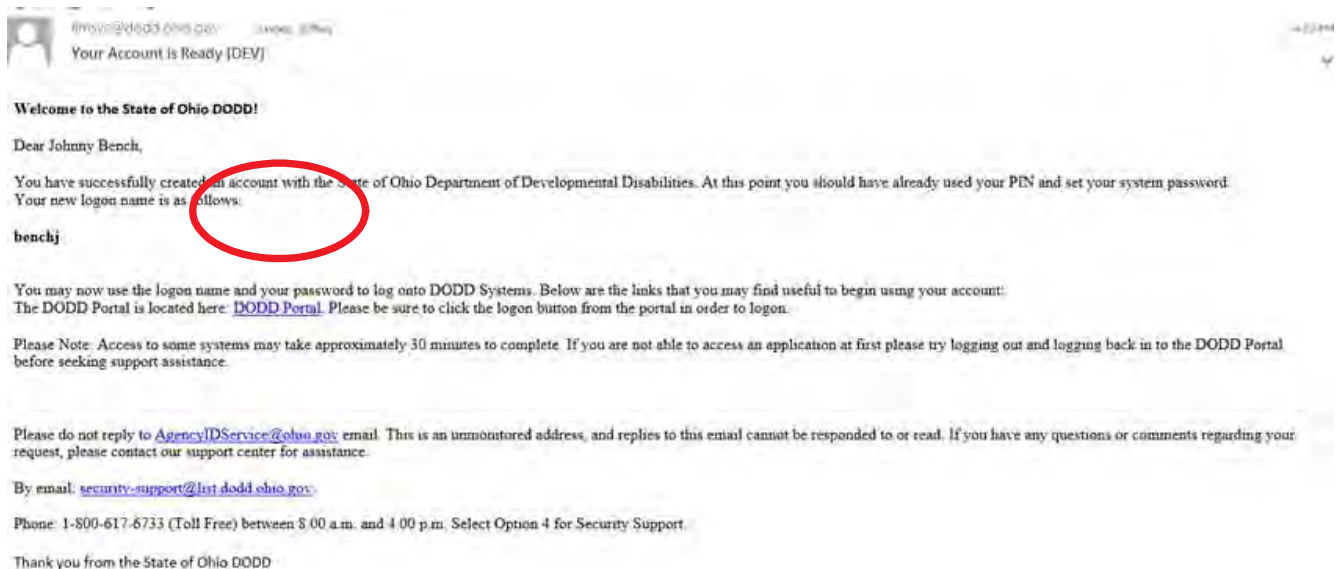 Your Account is Ready [DEV]
Welcome to the State of Ohio DODD!
Dear Johnny Bench,
You have successfully created an account with the State of Ohio Department of Developmental Disabilities. At this point you should have already used your PIN and set your system password.
Your new logon name is as follows:
benchj
You may now use the logon name and your password to log onto DODD Systems. Below are the links that you may find useful to begin using your account:
The DODD Portal is located here: DODD Portal. Please be sure to click the logon button from the portal in order to logon.
Please Note: Access to some systems may take approximately 30 minutes to complete. If you are not able to access an application at first please try logging out and logging back in to the DODD Portal
before seeking support assistance.
Please do not reply to AgencyIDService@ohio.gov email. This is an unmonitored address, and replies to this email cannot be responded to or read. If you have any questions or comments regarding your
request, please contact our support center for assistance.
By email: security-support@list.dodd.ohio.gov.
Phone: 1-800-617-6733 (Toll Free) between 8:00 a.m. and 4:00 p.m. Select Option 4 for Security Support.
Thank you from the State of Ohio DODD